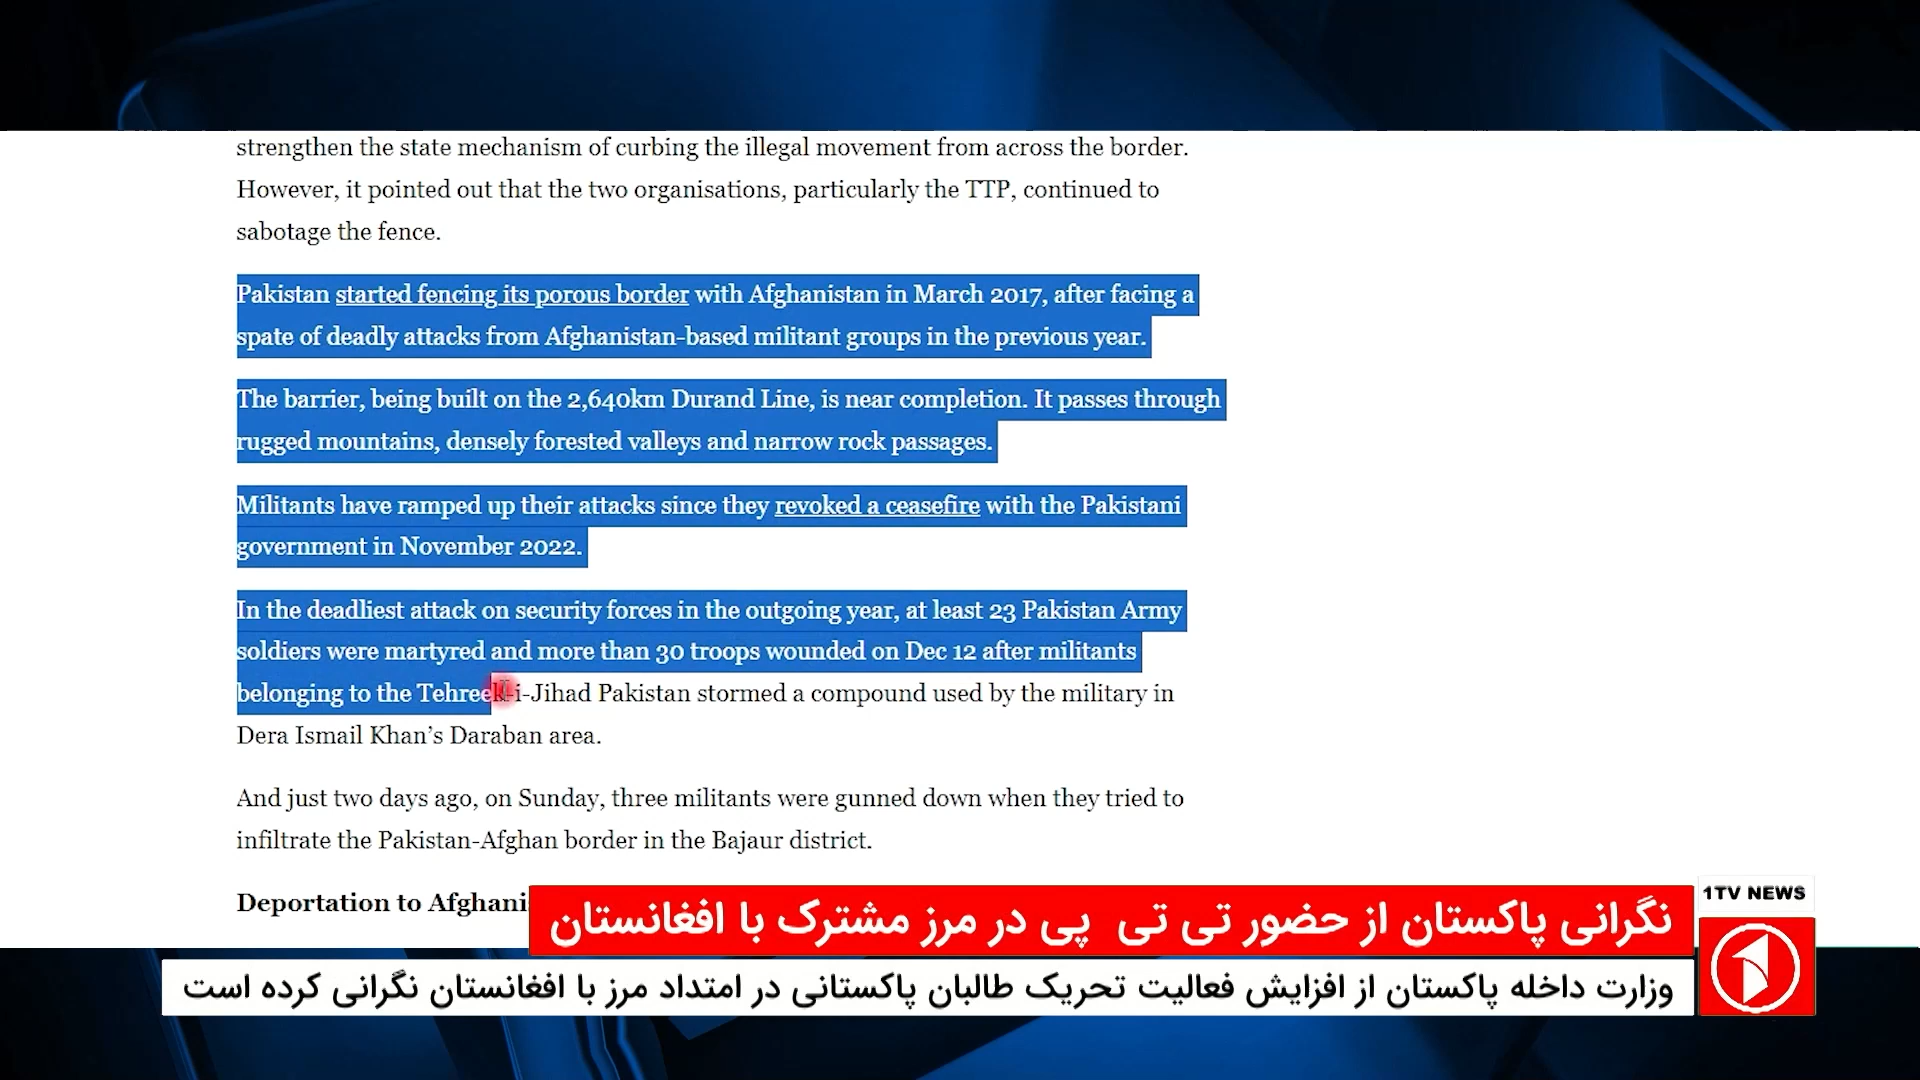 strengthen the state mechanism of curbing the illegal movement from across the border.
However, it pointed out that the two organisations, particularly the TTP, continued to
sabotage the fence.
Pakistan started fencing its porous border with Afghanistan in March 2017, after facing a
spate of deadly attacks from Afghanistan-based militant groups in the previous year.
The barrier, being built on the 2,640km Durand Line, is near completion. It passes through
rugged mountains, densely forested valleys and narrow rock passages.
Militants have ramped up their attacks since they revoked a ceasefire with the Pakistani
government in November 2022.
In the deadliest attack on security forces in the outgoing year, at least 23 Pakistan Army
soldiers were martyred and more than 30 troops wounded on Dec 12 after militants
belonging to the Tehreek-i-Jihad Pakistan stormed a compound used by the military in
Dera Ismail Khan’s Daraban area.
And just two days ago, on Sunday, three militants were gunned down when they tried to
infiltrate the Pakistan-Afghan border in the Bajaur district.
Deportation to Afghani
1TV NEWS
نگرانی پاکستان از حضور تی تی پی در مرز مشترک با افغانستان
وزارت داخله پاکستان از افزایش فعالیت تحریک طالبان پاکستانی در امتداد مرز با افغانستان نگرانی کرده است